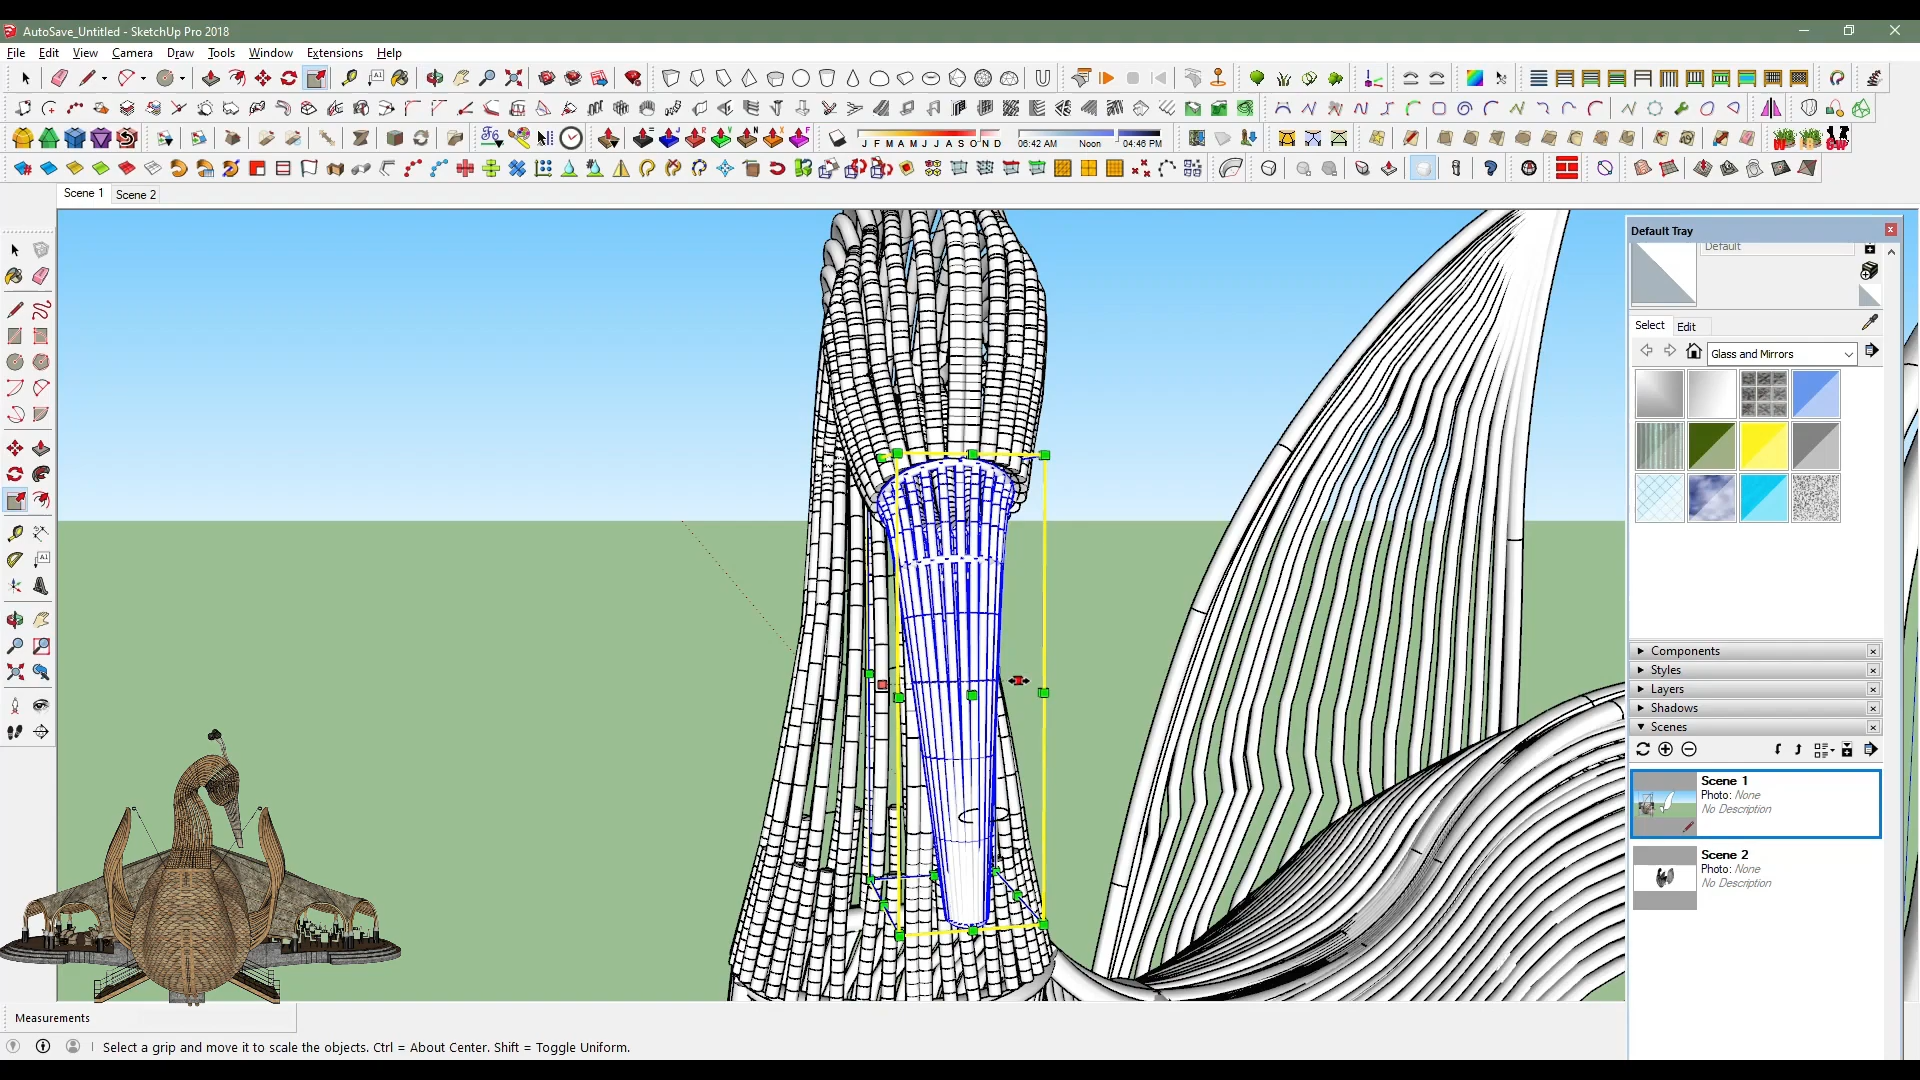 AutoSave_Untitled - SketchUp Pro 2018
File Edit View Camera Draw Tools Window Extensions Help
J F M A M J J A S O N D 06:42 AM Noon 04:46 PM
Scene 1 Scene 2
Default Tray
Default
Select Edit
Glass and Mirrors
Components
Styles
Layers
Shadows
Scenes
Scene 1
Photo: None
No Description
Scene 2
Photo: None
No Description
Measurements
Select a grip and move it to scale the objects. Ctrl = About Center. Shift = Toggle Uniform.